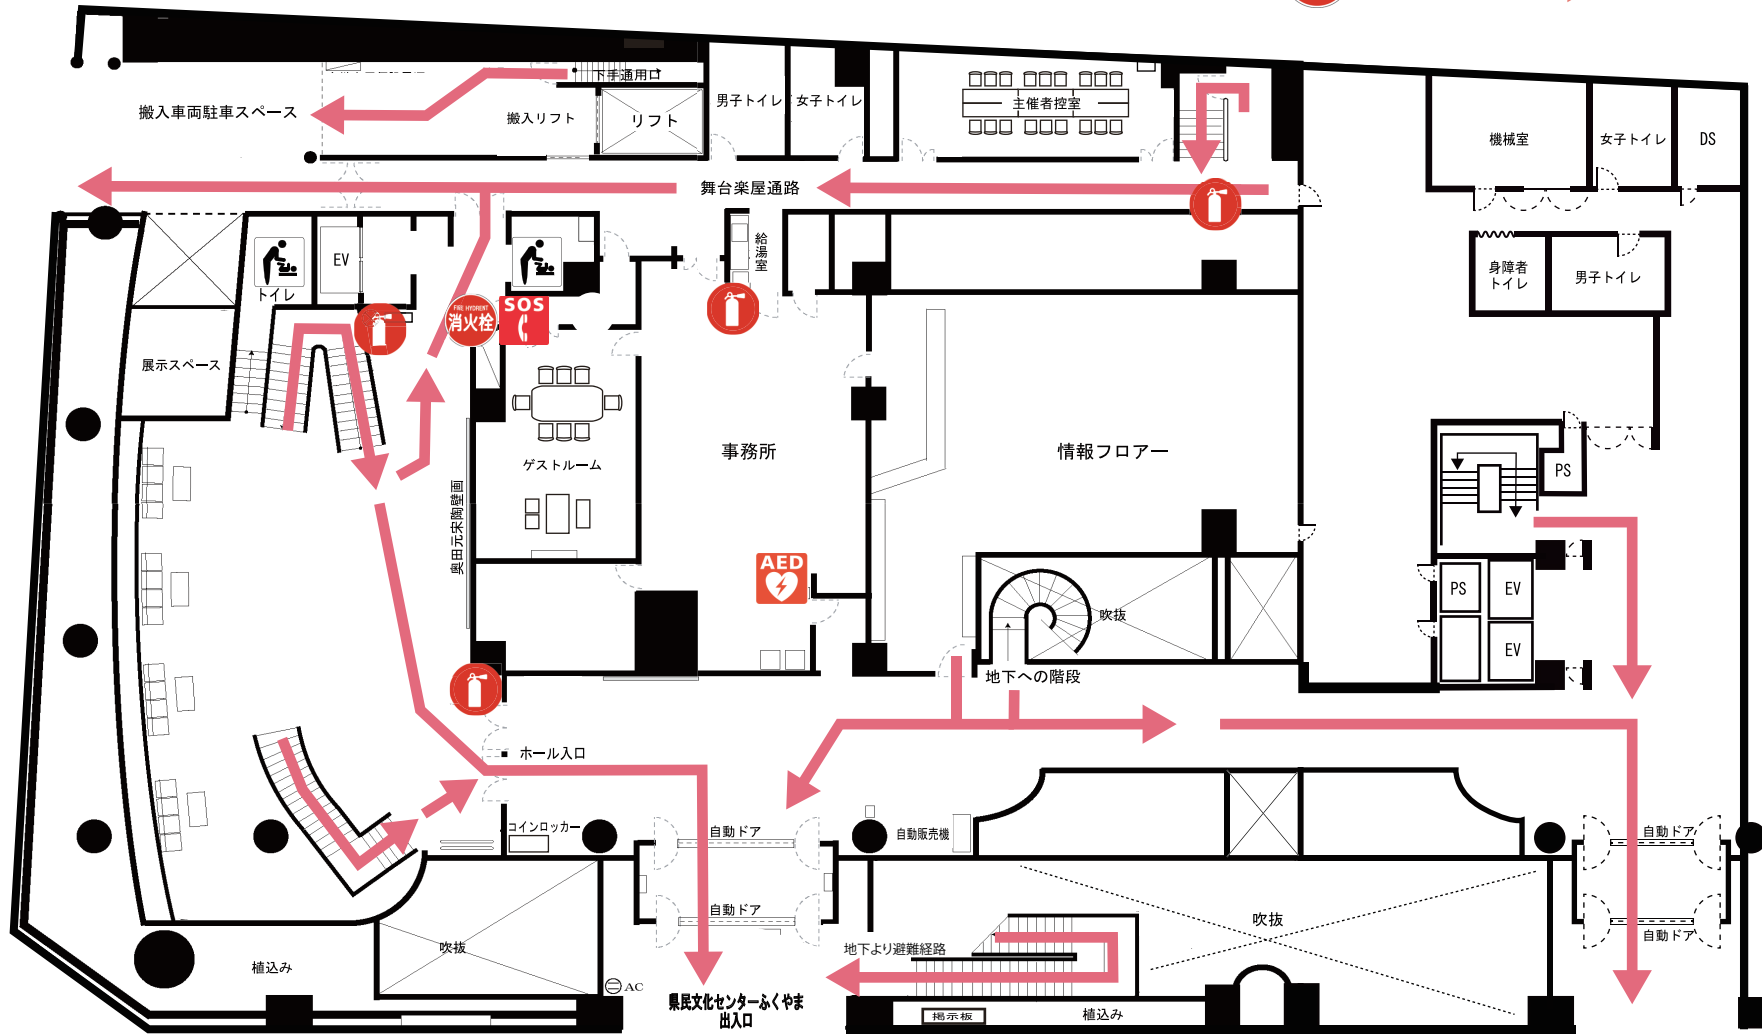 下手通用口
搬入車両駐車スペース
搬入リフト
リフト
男子トイレ
女子トイレ
主催者控室
機械室
女子トイレ
DS
舞台楽屋通路
EV
トイレ
給湯室
身障者
トイレ
男子トイレ
FIRE HYDRENT
消火栓
SOS
展示スペース
ゲストルーム
事務所
情報フロアー
PS
奥田元宋陶壁画
AED
PS
EV
吹抜
EV
地下への階段
ホール入口
コインロッカー
自動ドア
自動販売機
自動ドア
自動ドア
吹抜
自動ドア
吹抜
地下より避難経路
植込み
AC
県民文化センターふくやま
出入口
掲示板
植込み